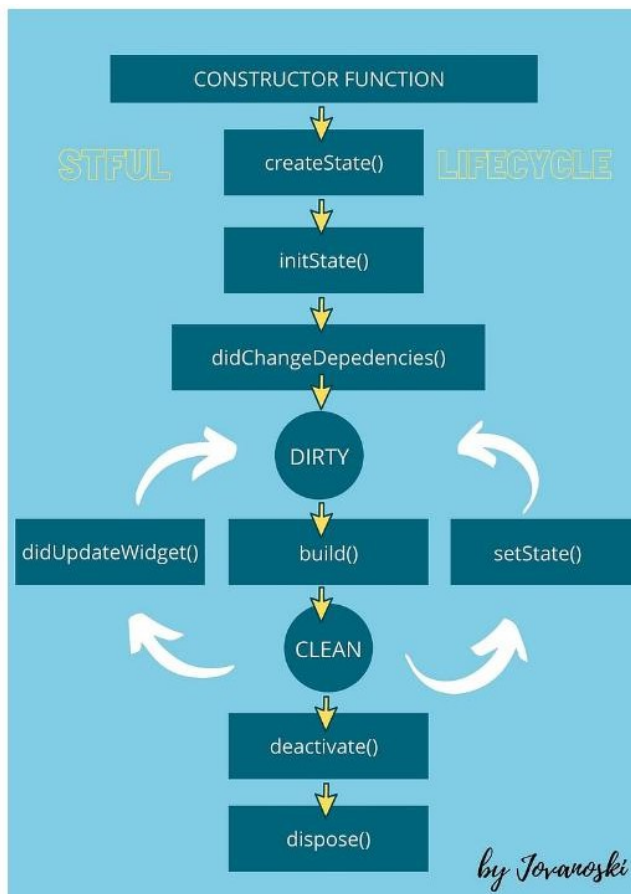 CONSTRUCTOR FUNCTION
STFUL
createState()
LIFECYCLE
initState()
didChangeDepedencies()
DIRTY
didUpdateWidget()
build()
setState()
CLEAN
deactivate()
dispose()
by Jovanoski